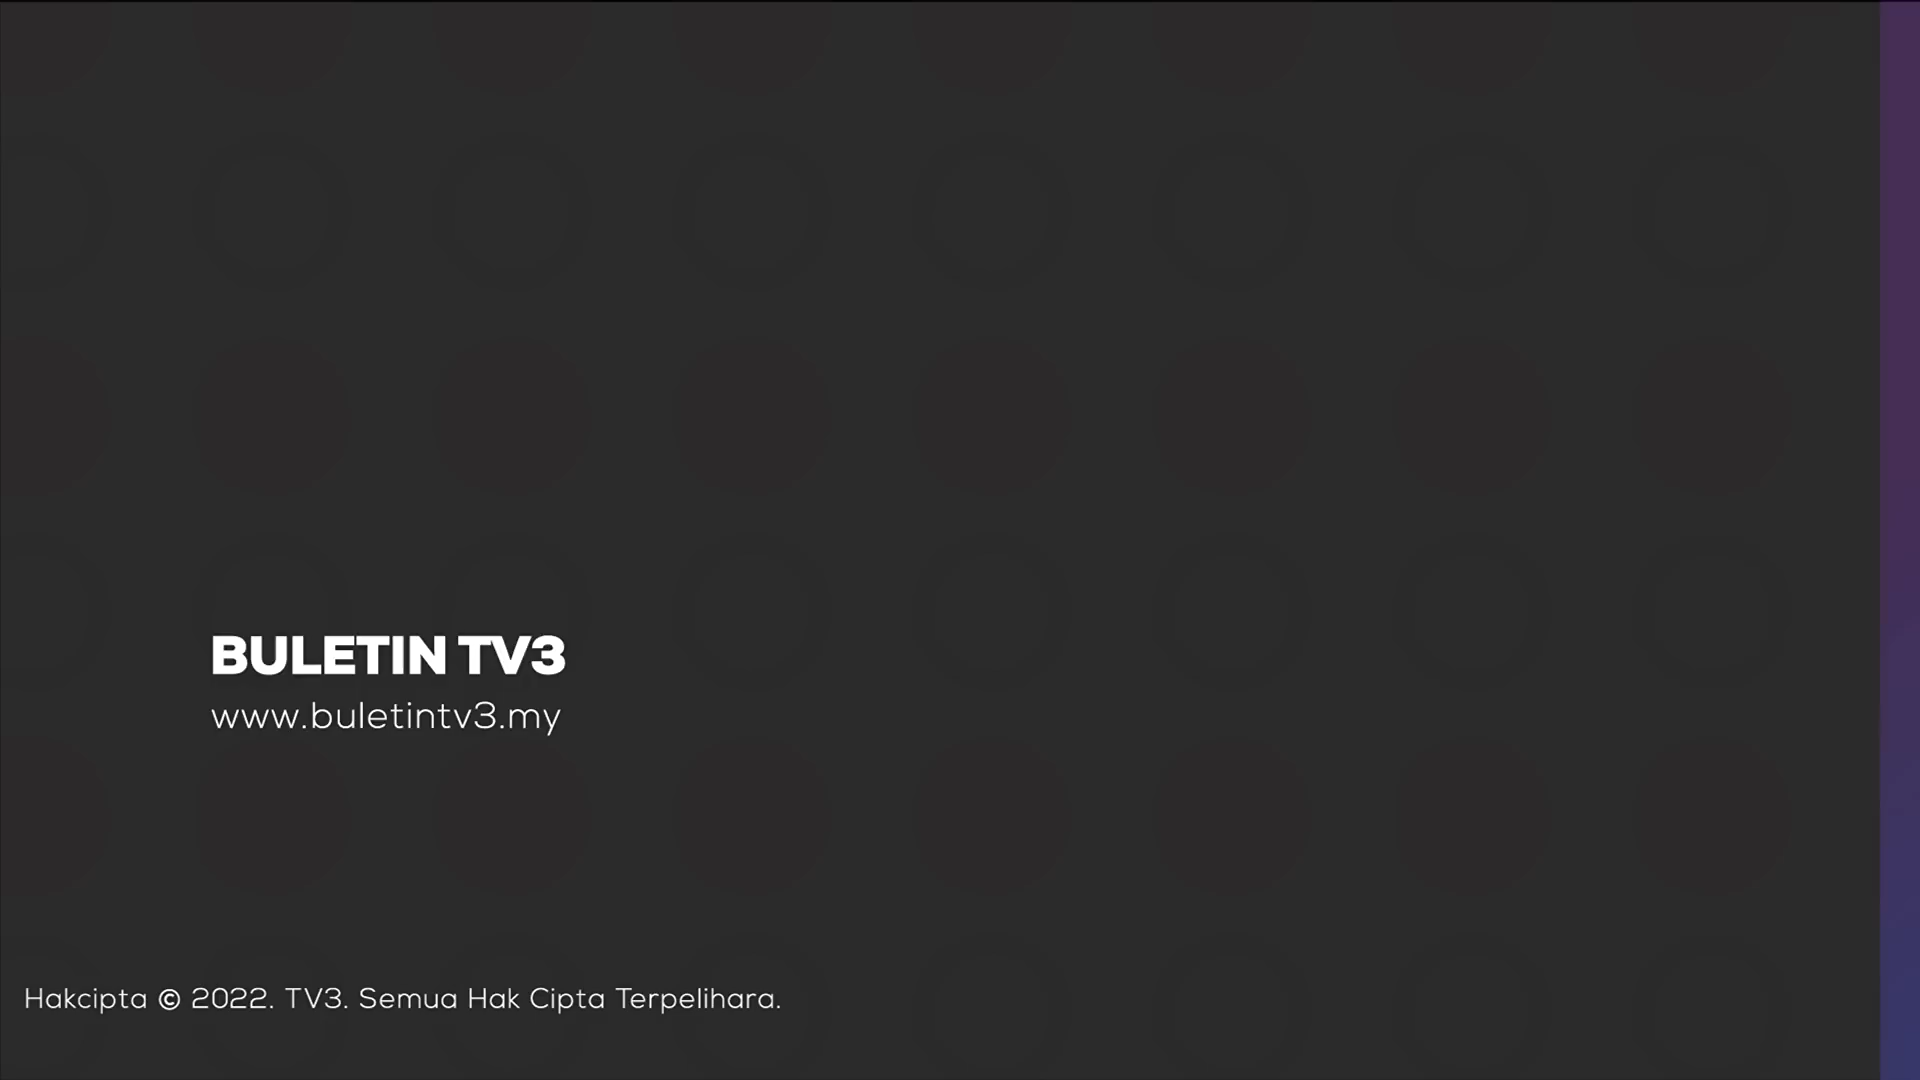 BULETIN TV3
www.buletintv3.my
Hakcipta © 2022. TV3. Semua Hak Cipta Terpelihara.